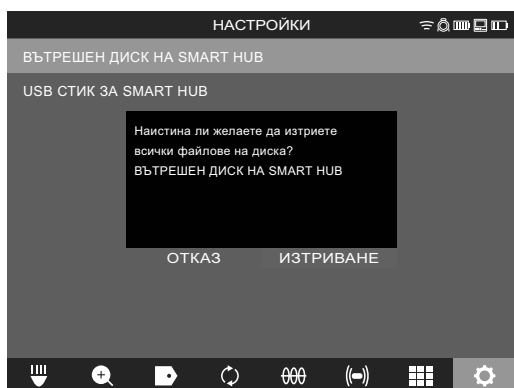 НАСТРОЙКИ
ВЪТРЕШЕН ДИСК НА SMART HUB
USB СТИК ЗА SMART HUB
Наистина ли желаете да изтриете
всички файлове на диска?
ВЪТРЕШЕН ДИСК НА SMART HUB
ОТКАЗ ИЗТРИВАНЕ